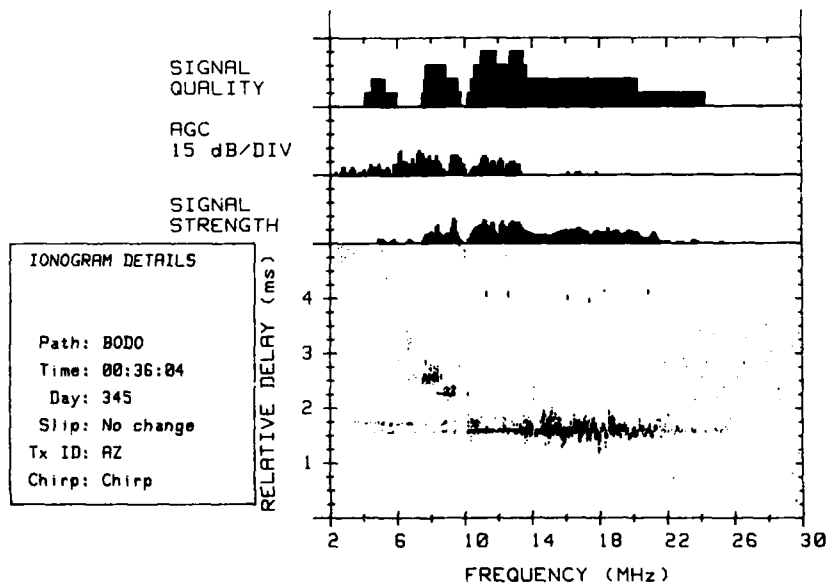 SIGNAL
QUALITY
AGC
15 dB/DIV
SIGNAL
STRENGTH
IONOGRAM DETAILS
Path: BODO
Time: 00:36:04
Day: 345
Slip: No change
Tx ID: AZ
Chirp: Chirp
RELATIVE DELAY (ms)
4
3
2
1
2 6 10 14 18 22 26 30
FREQUENCY (MHz)